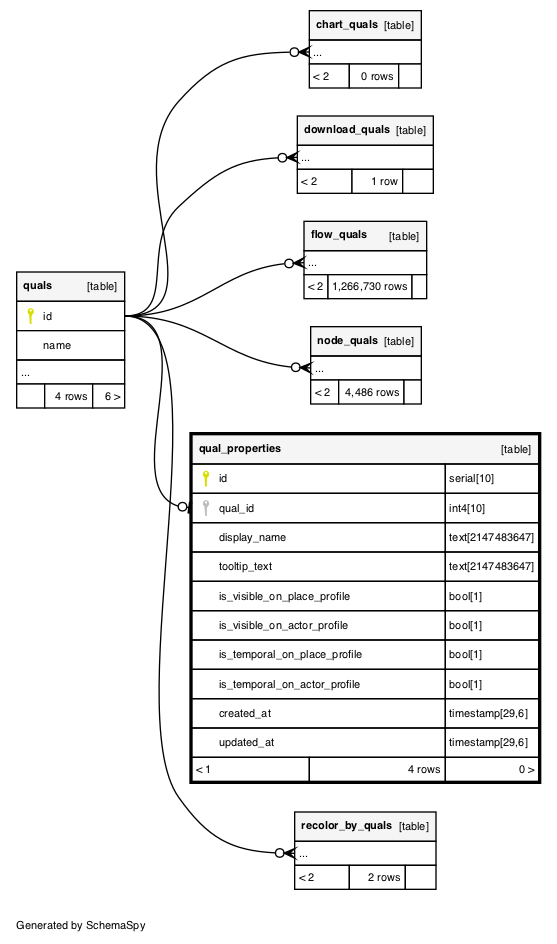 chart_quals [table]
...
< 2 0 rows
download_quals [table]
...
< 2 1 row
flow_quals [table]
...
< 2 1,266,730 rows
quals [table]
id
name
...
4 rows 6 >
node_quals [table]
...
< 2 4,486 rows
qual_properties [table]
id serial[10]
qual_id int4[10]
display_name text[2147483647]
tooltip_text text[2147483647]
is_visible_on_place_profile bool[1]
is_visible_on_actor_profile bool[1]
is_temporal_on_place_profile bool[1]
is_temporal_on_actor_profile bool[1]
created_at timestamp[29,6]
updated_at timestamp[29,6]
< 1 4 rows 0 >
recolor_by_quals [table]
...
< 2 2 rows
Generated by SchemaSpy